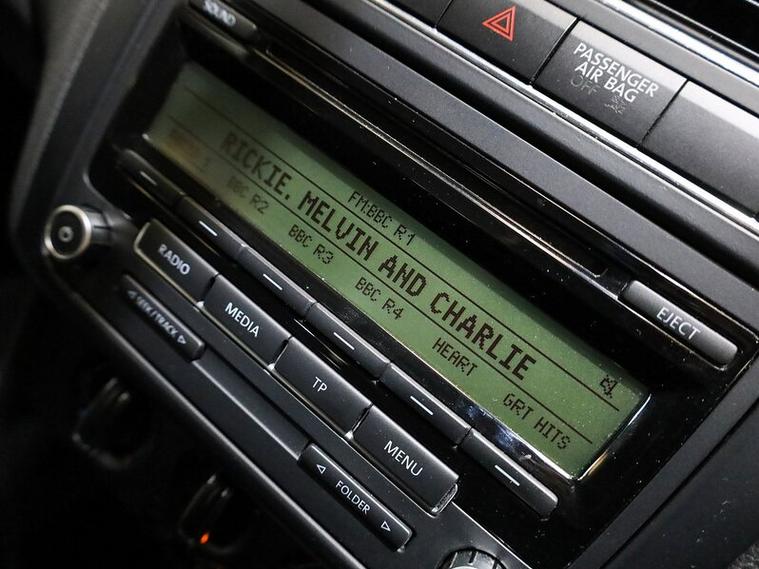 SOUND
PASSENGER
AIR BAG
OFF
FM:BBC R1
RICKIE. MELVIN AND CHARLIE
BBC R2 BBC R3 BBC R4 HEART GRT HITS
EJECT
RADIO
MEDIA
TP
MENU
SEEK/TRACK
FOLDER